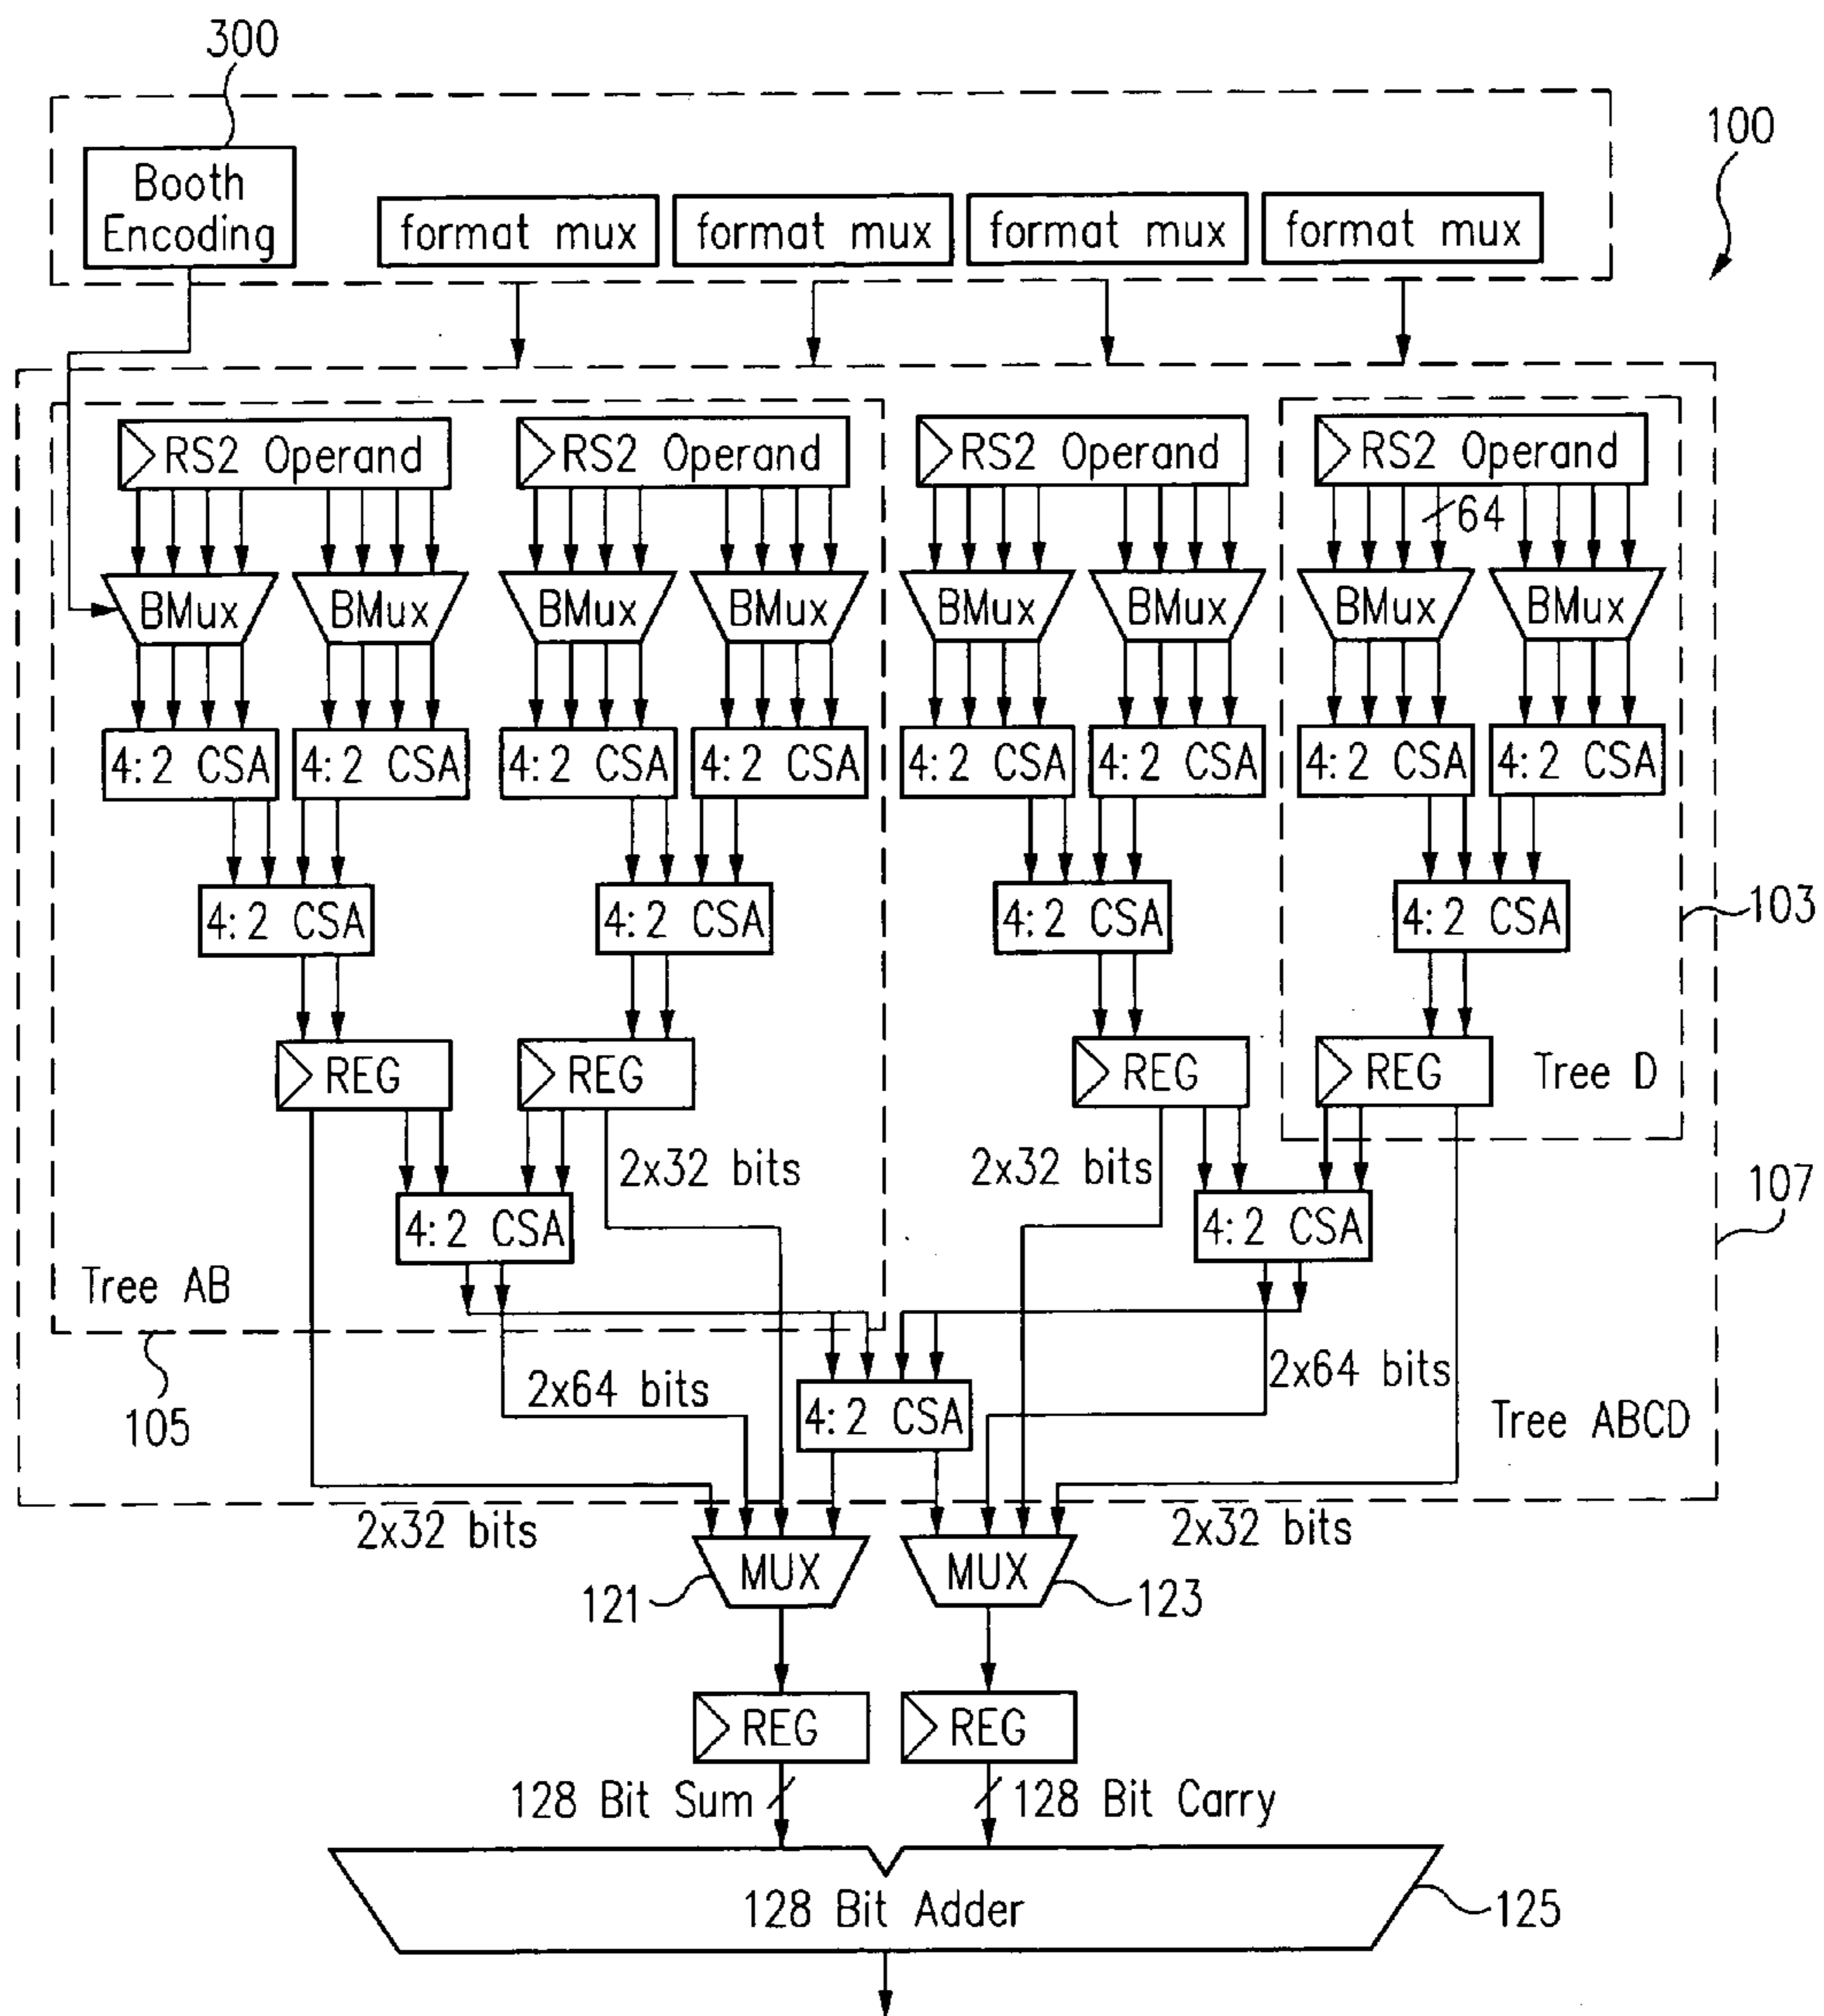 300
100
Booth
Encoding
format mux format mux format mux format mux
RS2 Operand RS2 Operand RS2 Operand RS2 Operand
64
BMux BMux BMux BMux BMux BMux BMux BMux
4:2 CSA 4:2 CSA 4:2 CSA 4:2 CSA 4:2 CSA 4:2 CSA 4:2 CSA 4:2 CSA
4:2 CSA 4:2 CSA 4:2 CSA 4:2 CSA
103
REG REG REG REG Tree D
2x32 bits 2x32 bits
107
4:2 CSA 4:2 CSA
Tree AB
2x64 bits 2x64 bits
105
4:2 CSA
Tree ABCD
2x32 bits 2x32 bits
MUX MUX
121 123
REG REG
128 Bit Sum 128 Bit Carry
128 Bit Adder
125